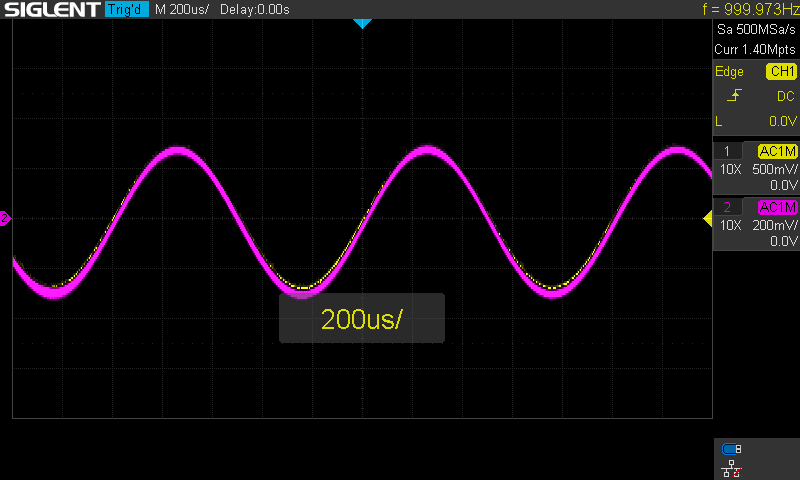 SIGLENT Trig'd M 200us/ Delay:0.00s f = 999.973Hz
Sa 500MSa/s
Curr 1.40Mpts
Edge CH1
DC
L 0.0V
1 AC1M
10X 500mV/
0.0V
2 AC1M
10X 200mV/
0.0V
2
200us/